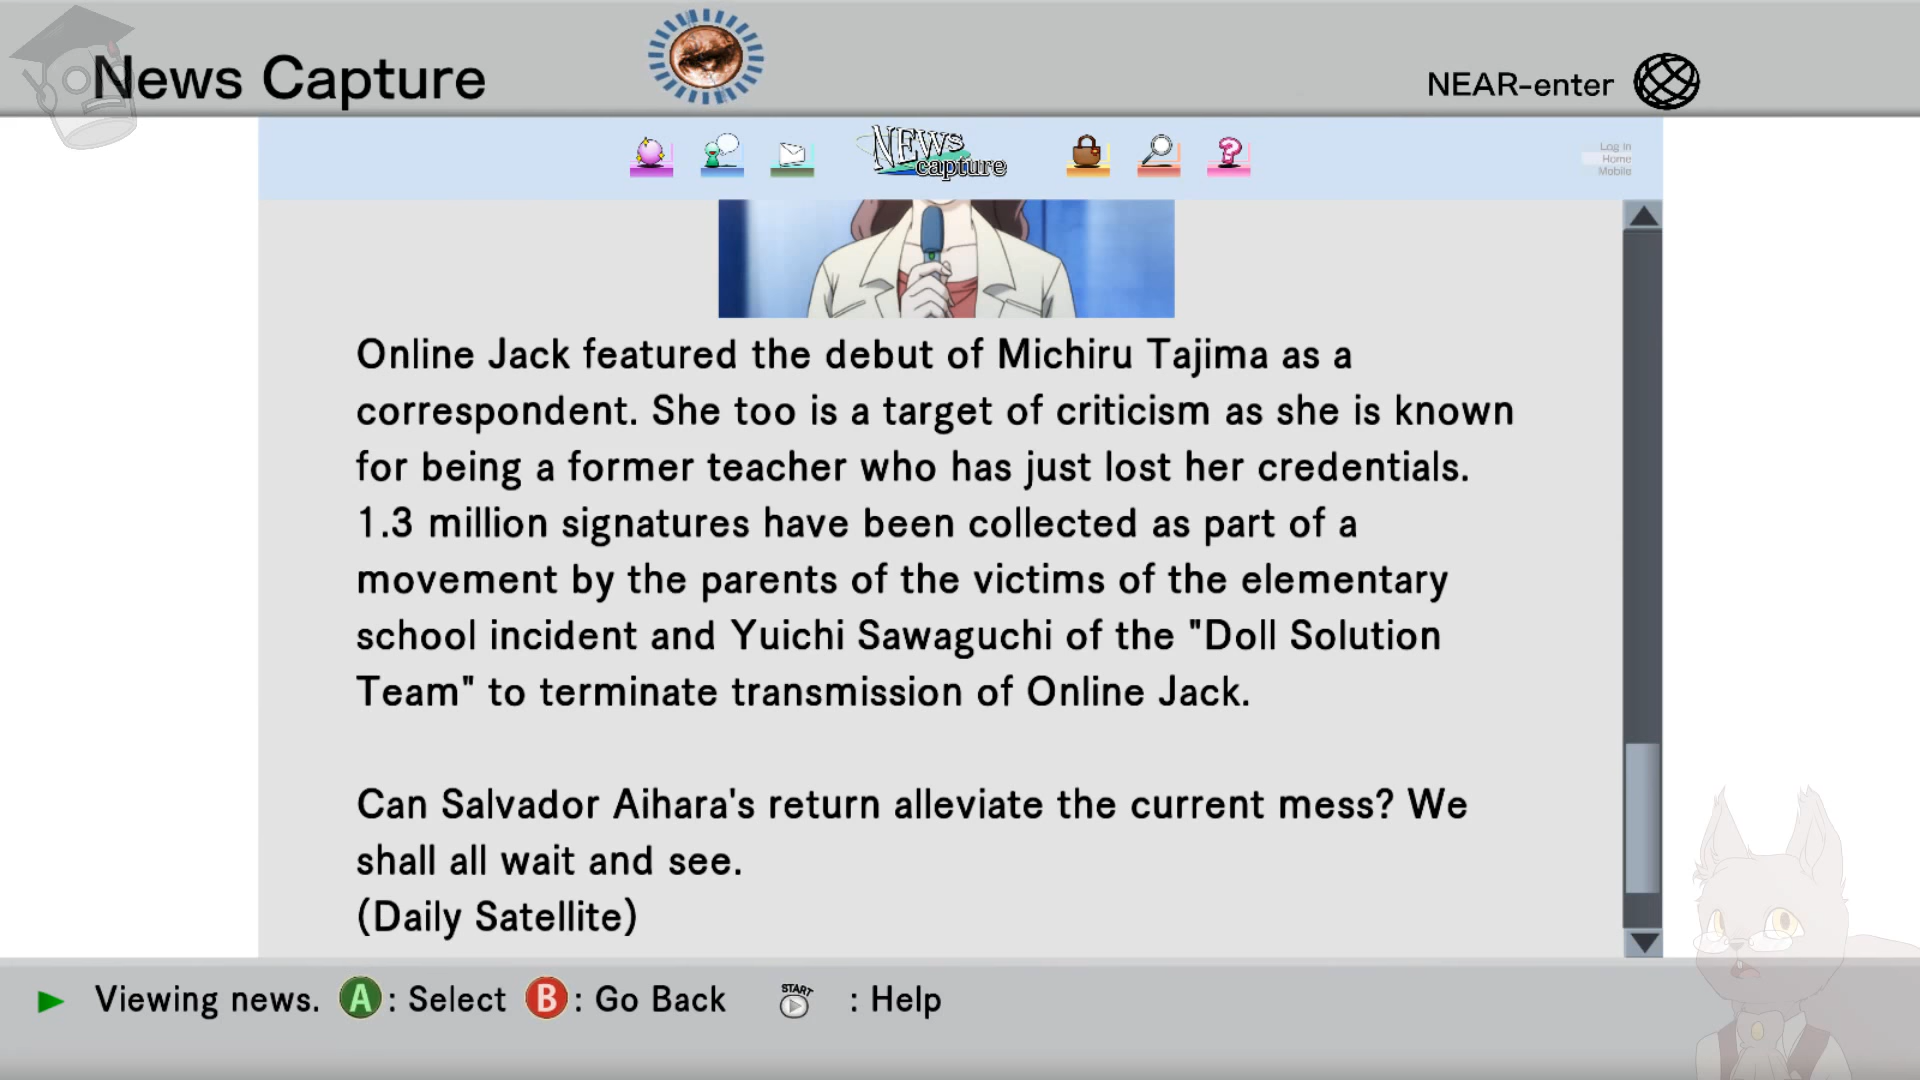 News Capture
NEAR-enter
NEWS
capture
Log in
Home
Mobile
Online Jack featured the debut of Michiru Tajima as a
correspondent. She too is a target of criticism as she is known
for being a former teacher who has just lost her credentials.
1.3 million signatures have been collected as part of a
movement by the parents of the victims of the elementary
school incident and Yuichi Sawaguchi of the "Doll Solution
Team" to terminate transmission of Online Jack.
Can Salvador Aihara's return alleviate the current mess? We
shall all wait and see.
(Daily Satellite)
Viewing news. A : Select B : Go Back START : Help